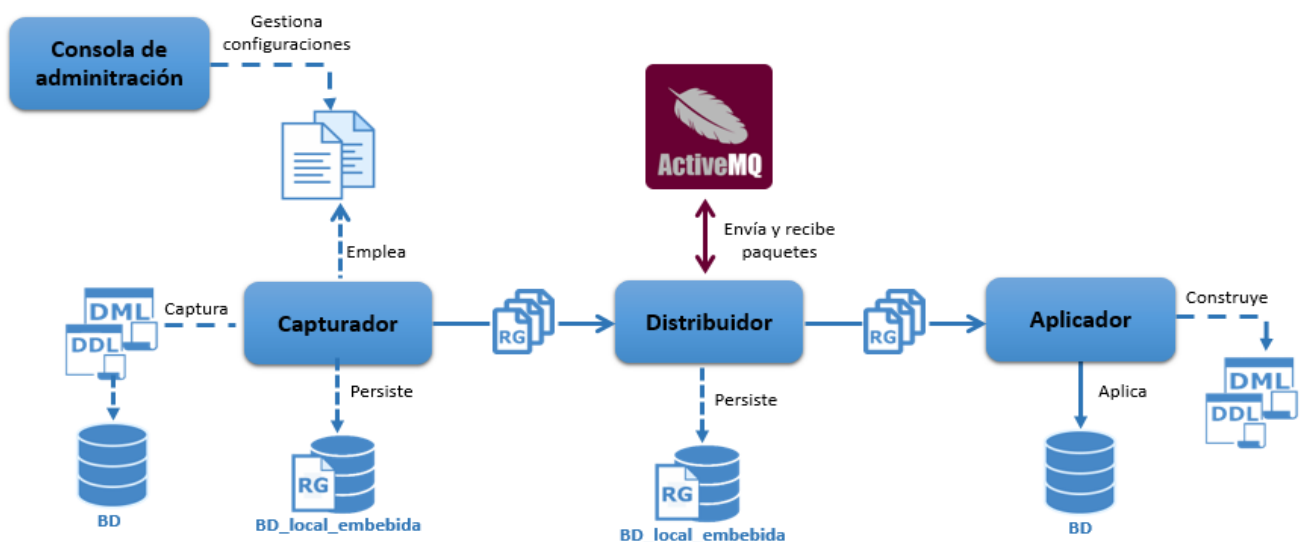 Gestiona
configuraciones
Consola de
adminitración
ActiveMQ
Envía y recibe
paquetes
Emplea
Captura
DML
DDL
Capturador
RG
Distribuidor
RG
Aplicador
Construye
DML
DDL
Persiste
Persiste
Aplica
RG
RG
BD
BD_local_embebida
BD_local_embebida
BD